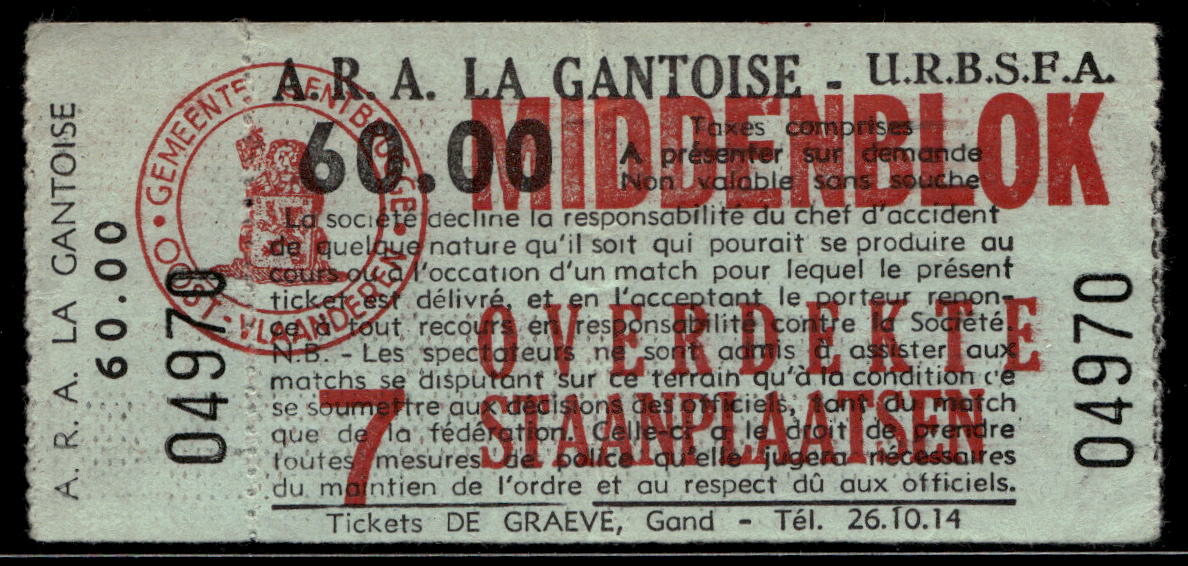 A. R. A. LA GANTOISE
60.00
04970
GEMEENTE GENTBRUGGE
OOST-VLAANDEREN
A.R.A. LA GANTOISE - U.R.B.S.F.A.
60.00
MIDDENBLOK
Taxes comprises
A présenter sur demande
Non valable sans souche
La société décline la responsabilité du chef d'accident
de quelque nature qu'il soit qui pourait se produire au
cours ou à l'occation d'un match pour lequel le présent
ticket est délivré, et en l'acceptant le porteur renon-
ce à tout recours en responsabilité contre la Société.
N.B. - Les spectateurs ne sont admis à assister aux
matchs se disputant sur ce terrain qu'à la condition de
se soumettre aux décisions des officiels, tant du match
que de la fédération. Celle-ci a le droit de prendre
toutes mesures de police qu'elle jugera nécessaires
du maintien de l'ordre et au respect dû aux officiels.
OVERDEKTE
STAANPLAATSEN
7
Tickets DE GRAEVE, Gand - Tél. 26.10.14
04970